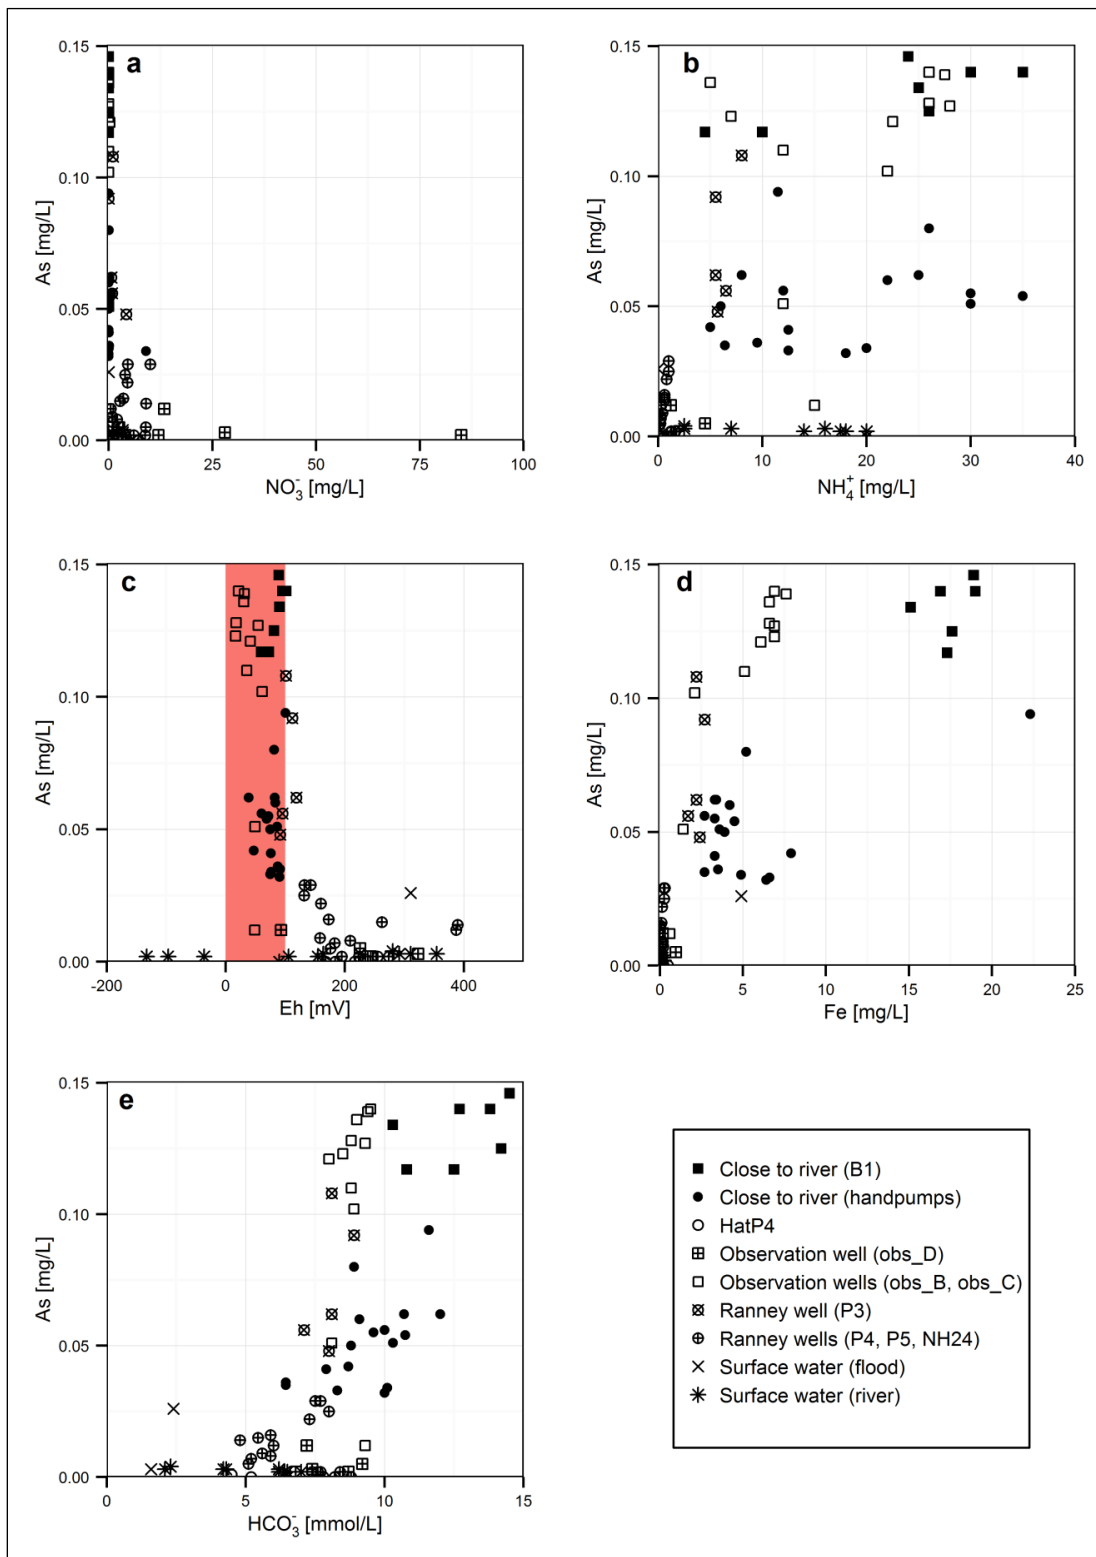 a
b
0.15
0.10
0.05
0.00
As [mg/L]
0
25
50
75
100
NO₃⁻ [mg/L]
0.15
0.10
0.05
0.00
As [mg/L]
0
10
20
30
40
NH₄⁺ [mg/L]
c
d
0.15
0.10
0.05
0.00
As [mg/L]
-200
0
200
400
Eh [mV]
0.15
0.10
0.05
0.00
As [mg/L]
0
5
10
15
20
25
Fe [mg/L]
e
0.15
0.10
0.05
0.00
As [mg/L]
0
5
10
15
HCO₃⁻ [mmol/L]
Close to river (B1)
Close to river (handpumps)
HatP4
Observation well (obs_D)
Observation wells (obs_B, obs_C)
Ranney well (P3)
Ranney wells (P4, P5, NH24)
Surface water (flood)
Surface water (river)